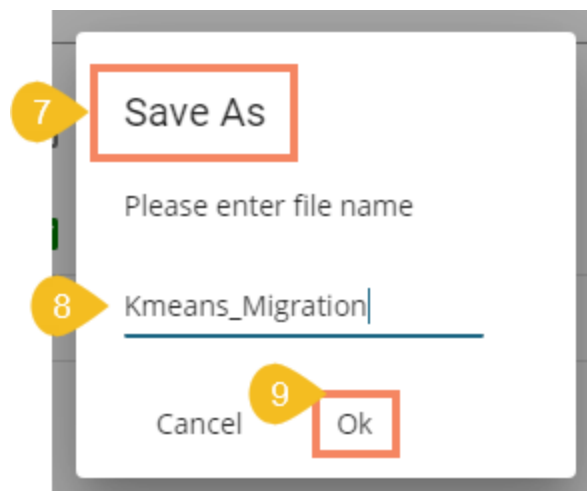 7
Save As
Please enter file name
8
Kmeans_Migration
9
Cancel
Ok